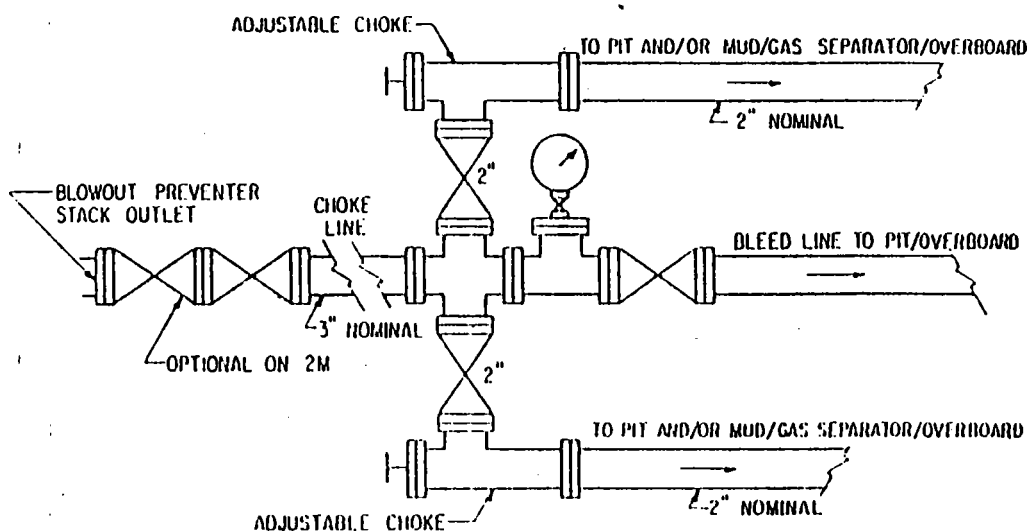 ADJUSTABLE CHOKE
TO PIT AND/OR MUD/GAS SEPARATOR/OVERBOARD
2" NOMINAL
2"
BLOWOUT PREVENTER
STACK OUTLET
CHOKE
LINE
BLEED LINE TO PIT/OVERBOARD
3" NOMINAL
OPTIONAL ON 2M
2"
TO PIT AND/OR MUD/GAS SEPARATOR/OVERBOARD
2" NOMINAL
ADJUSTABLE CHOKE